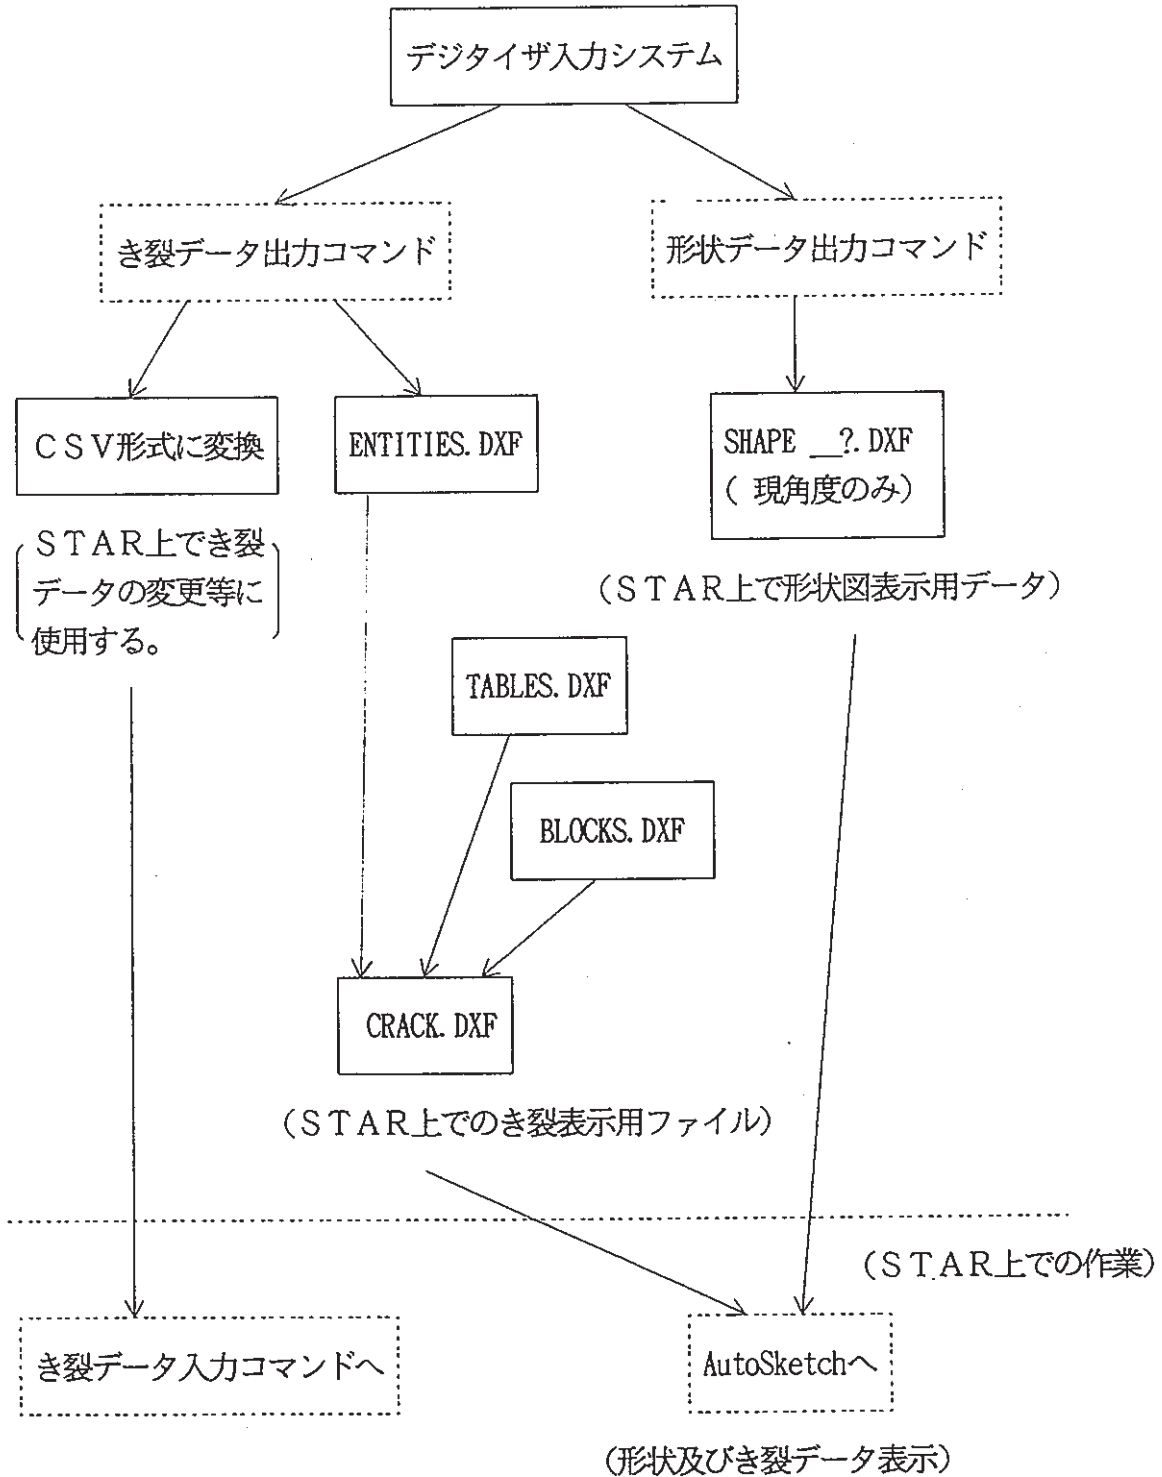 デジタイザ入力システム
き裂データ出力コマンド
形状データ出力コマンド
CSV形式に変換
ENTITIES.DXF
SHAPE __?.DXF
( 現角度のみ)
STAR上でき裂
データの変更等に
使用する。
(STAR上で形状図表示用データ)
TABLES.DXF
BLOCKS.DXF
CRACK.DXF
(STAR上でのき裂表示用ファイル)
(STAR上での作業)
き裂データ入力コマンドへ
AutoSketchへ
(形状及びき裂データ表示)